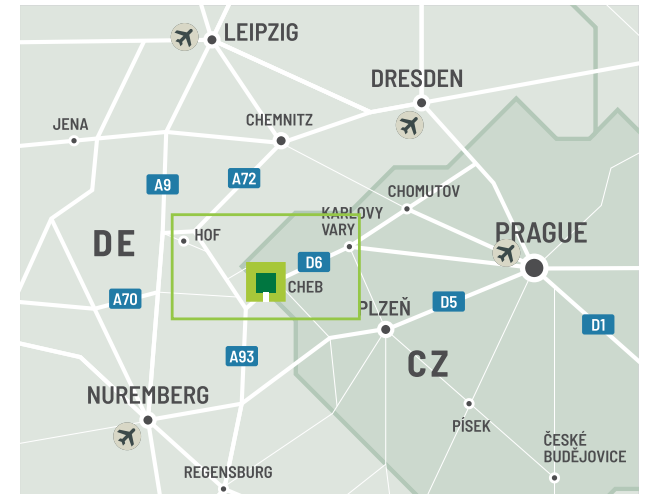 LEIPZIG
DRESDEN
CHEMNITZ
JENA
A72
A9
CHOMUTOV
KARLOVY
VARY
PRAGUE
HOF
DE
D6
CHEB
A70
D5
PLZEŇ
D1
A93
CZ
NUREMBERG
PÍSEK
ČESKÉ
BUDĚJOVICE
REGENSBURG